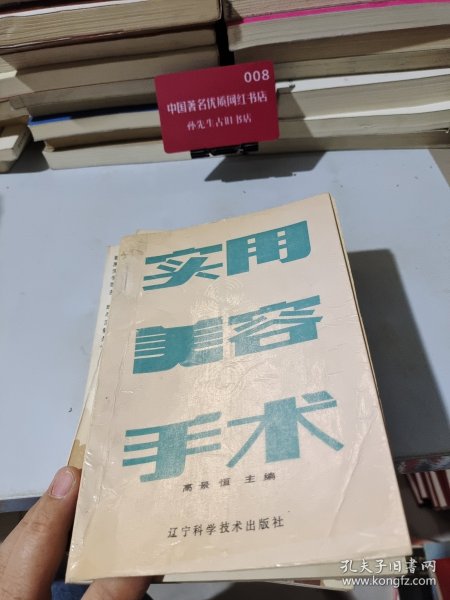 008
中国著名优质网红书店
孙先生古旧书店
实用
美容
手术
高景恒 主编
辽宁科学技术出版社
孔夫子旧书网
www.kongfz.com